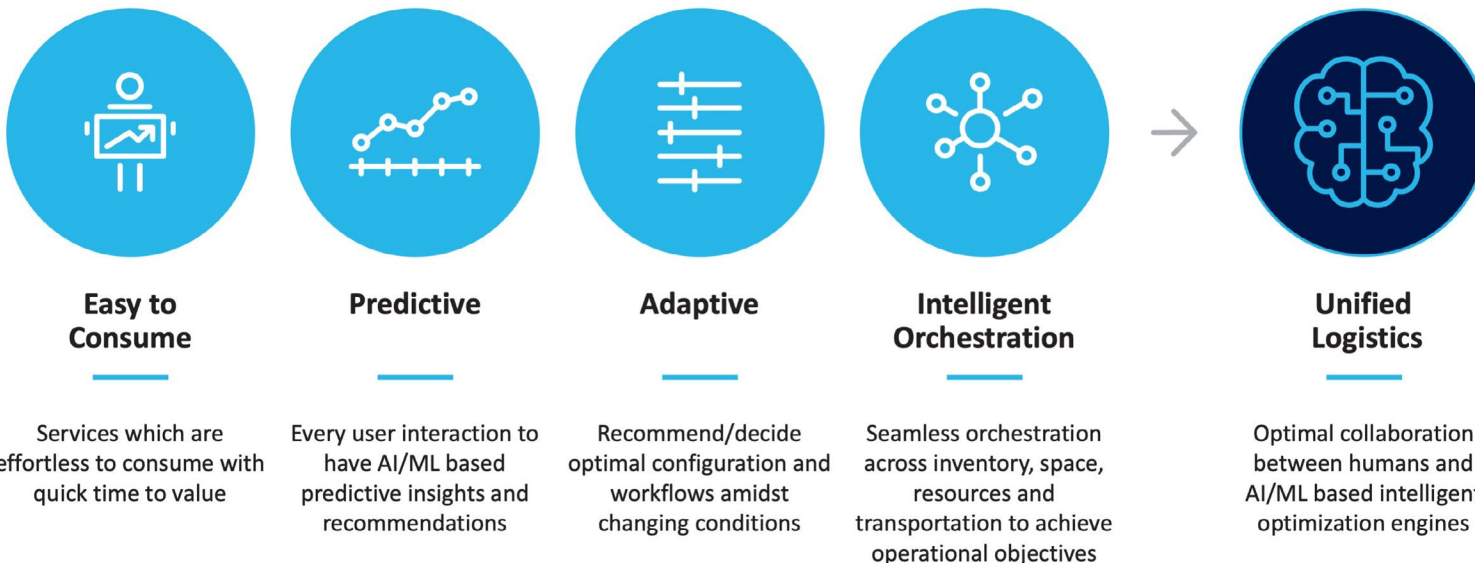 Easy to
Consume
Services which are
effortless to consume with
quick time to value
Predictive
Every user interaction to
have AI/ML based
predictive insights and
recommendations
Adaptive
Recommend/decide
optimal configuration and
workflows amidst
changing conditions
Intelligent
Orchestration
Seamless orchestration
across inventory, space,
resources and
transportation to achieve
operational objectives
Unified
Logistics
Optimal collaboration
between humans and
AI/ML based intelligent
optimization engines